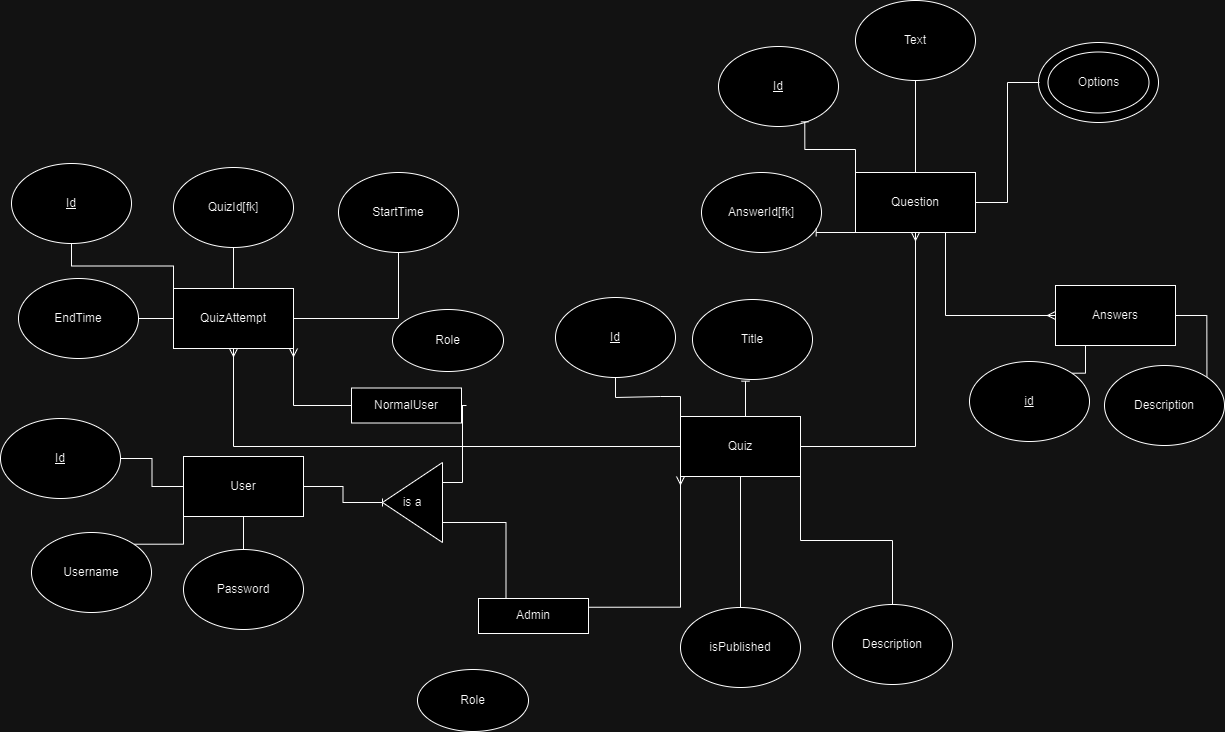 Text
Id
Options
Id
QuizId[fk]
StartTime
AnswerId[fk]
Question
EndTime
QuizAttempt
Role
Id
Title
Answers
NormalUser
id
Description
Id
User
is a
Quiz
Username
Password
Admin
isPublished
Description
Role